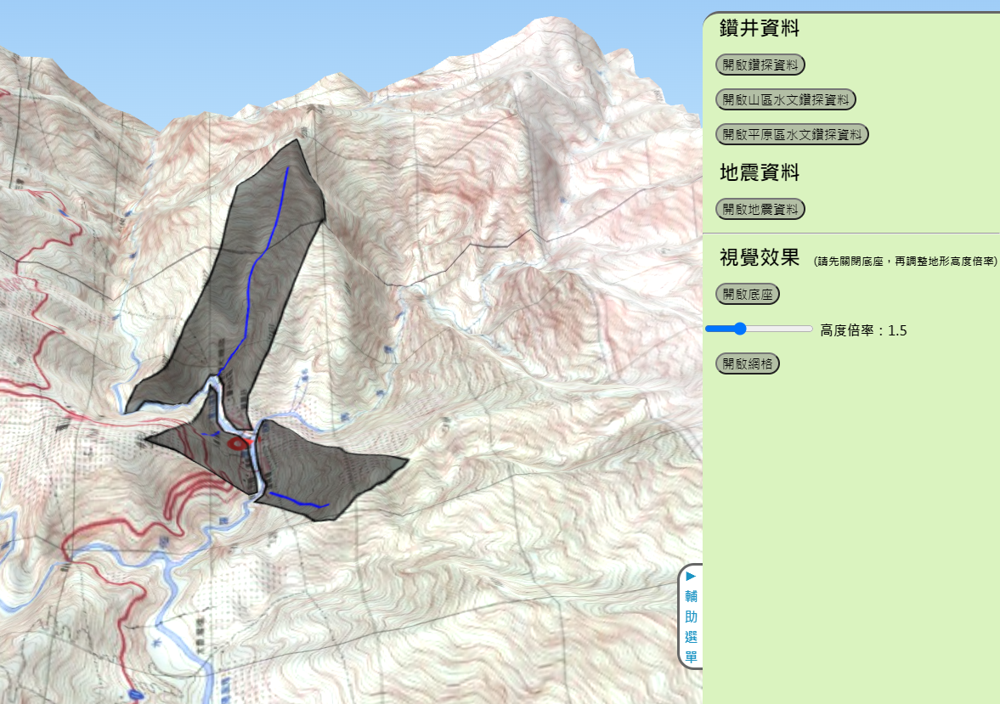 鑽井資料
開啟鑽探資料
開啟山區水文鑽探資料
開啟平原區水文鑽探資料
地震資料
開啟地震資料
視覺效果 (請先關閉底座，再調整地形高度倍率)
開啟底座
高度倍率：1.5
開啟網格
▶
輔
助
選
單